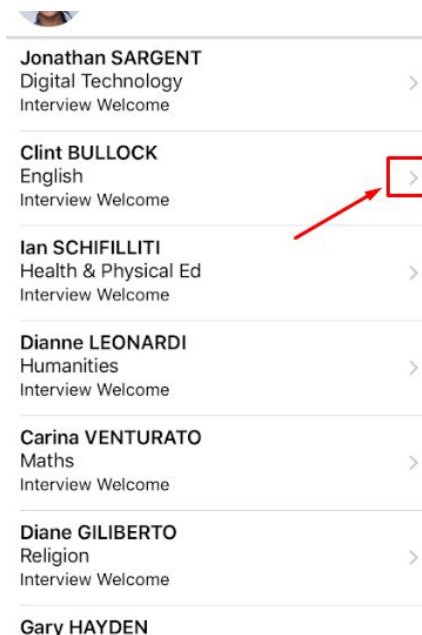 Jonathan SARGENT
Digital Technology
Interview Welcome
Clint BULLOCK
English
Interview Welcome
Ian SCHIFILLITI
Health & Physical Ed
Interview Welcome
Dianne LEONARDI
Humanities
Interview Welcome
Carina VENTURATO
Maths
Interview Welcome
Diane GILIBERTO
Religion
Interview Welcome
Gary HAYDEN